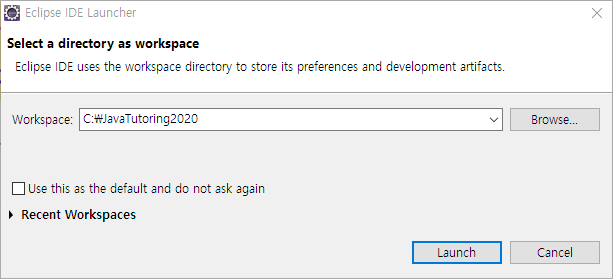 Eclipse IDE Launcher
Select a directory as workspace
Eclipse IDE uses the workspace directory to store its preferences and development artifacts.
Workspace: C:₩JavaTutoring2020 Browse...
Use this as the default and do not ask again
Recent Workspaces
Launch Cancel